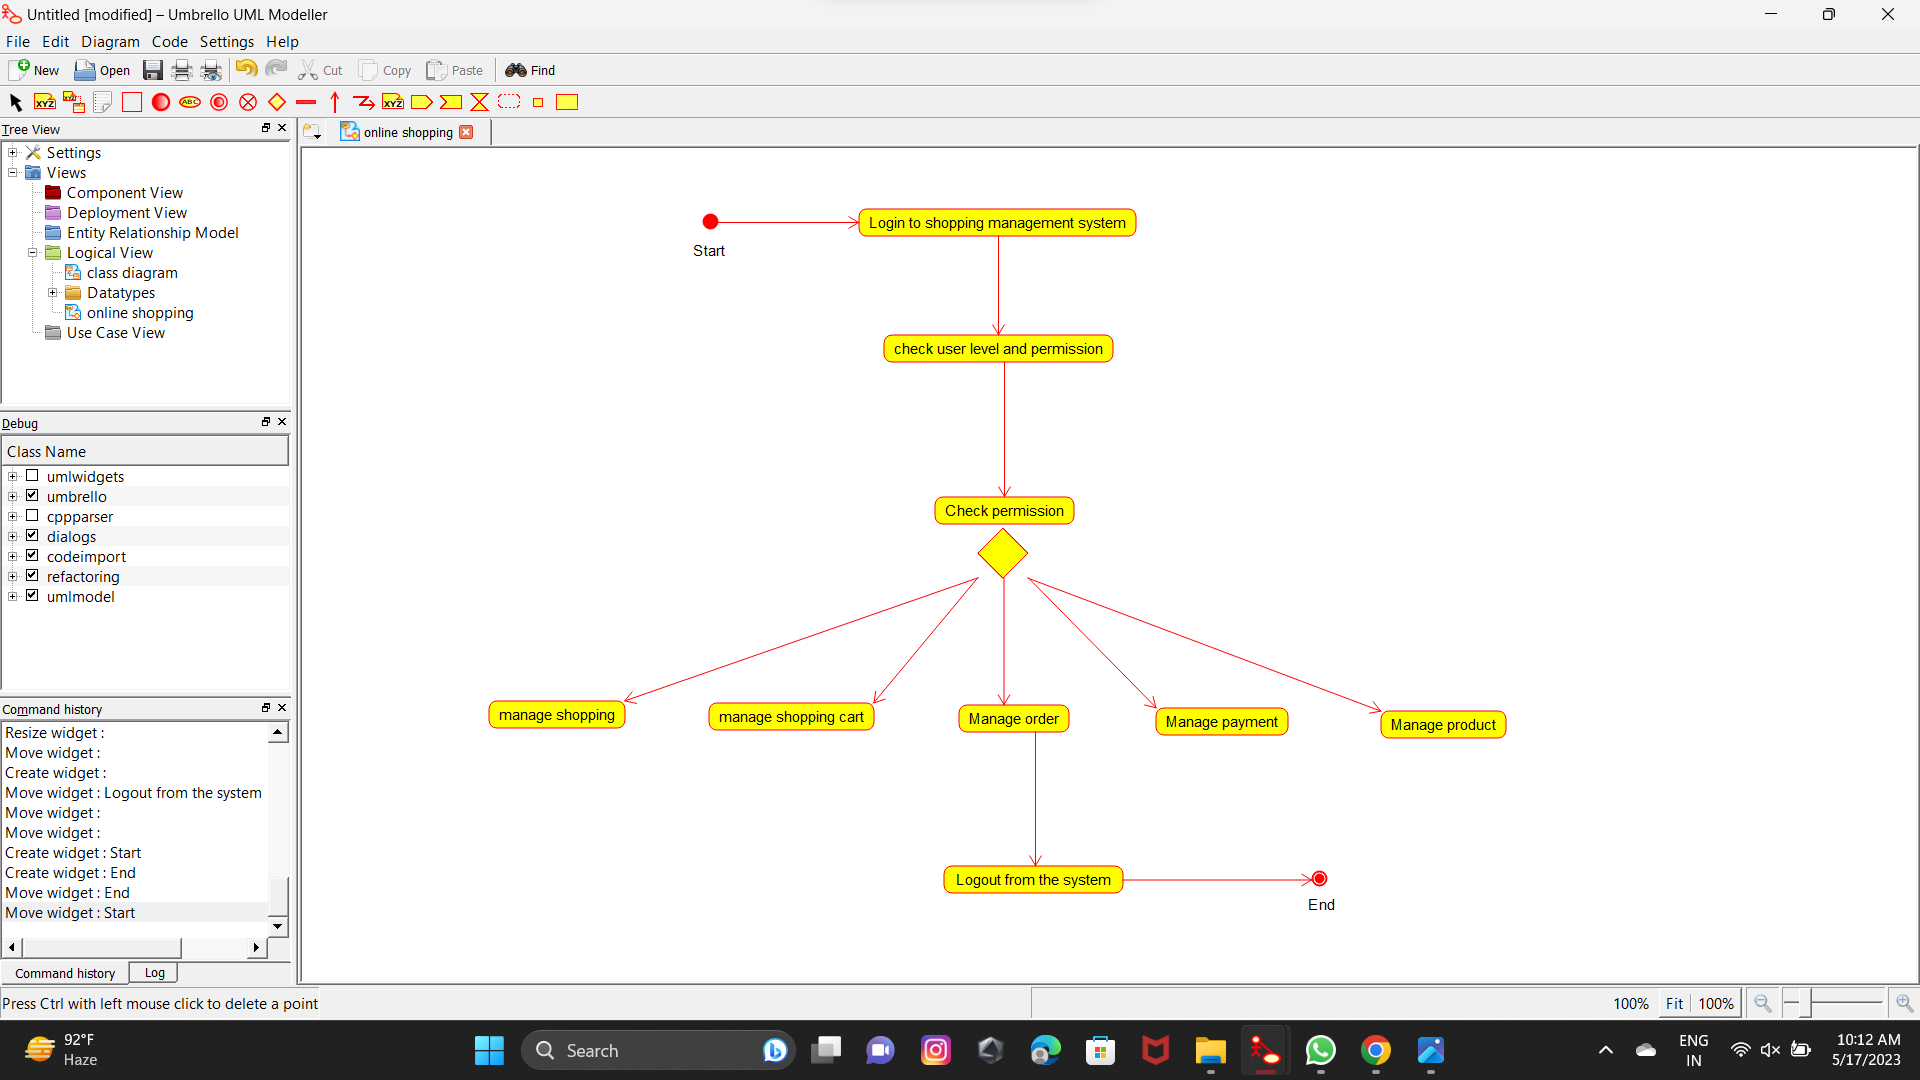 Untitled [modified] – Umbrello UML Modeller
File Edit Diagram Code Settings Help
New Open Cut Copy Paste Find
XYZ XYZ ABC XYZ
Tree View
online shopping
Settings
Views
Component View
Deployment View
Entity Relationship Model
Logical View
class diagram
Datatypes
online shopping
Use Case View
Debug
Class Name
umlwidgets
umbrello
cppparser
dialogs
codeimport
refactoring
umlmodel
Command history
Resize widget :
Move widget :
Create widget :
Move widget : Logout from the system
Move widget :
Move widget :
Create widget : Start
Create widget : End
Move widget : End
Move widget : Start
Command history Log
Login to shopping management system
Start
check user level and permission
Check permission
manage shopping
manage shopping cart
Manage order
Manage payment
Manage product
Logout from the system
End
Press Ctrl with left mouse click to delete a point
100% Fit 100%
92°F
Haze
Search
ENG
IN
10:12 AM
5/17/2023